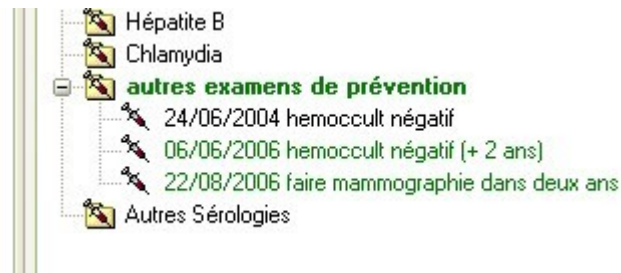 Hépatite B
Chlamydia
autres examens de prévention
24/06/2004 hemoccult négatif
06/06/2006 hemoccult négatif (+ 2 ans)
22/08/2006 faire mammographie dans deux ans
Autres Sérologies